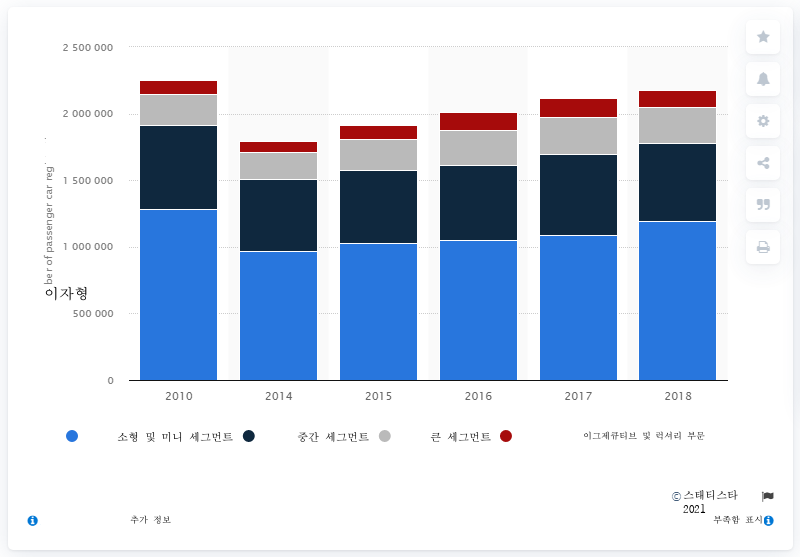 2 500 000
2 000 000
1 500 000
1 000 000
500 000
0
ber of passenger car reg
이자형
2010 2014 2015 2016 2017 2018
소형 및 미니 세그먼트 중간 세그먼트 큰 세그먼트 이그제큐티브 및 럭셔리 부문
© 스태티스타
2021
추가 정보 부족함 표시